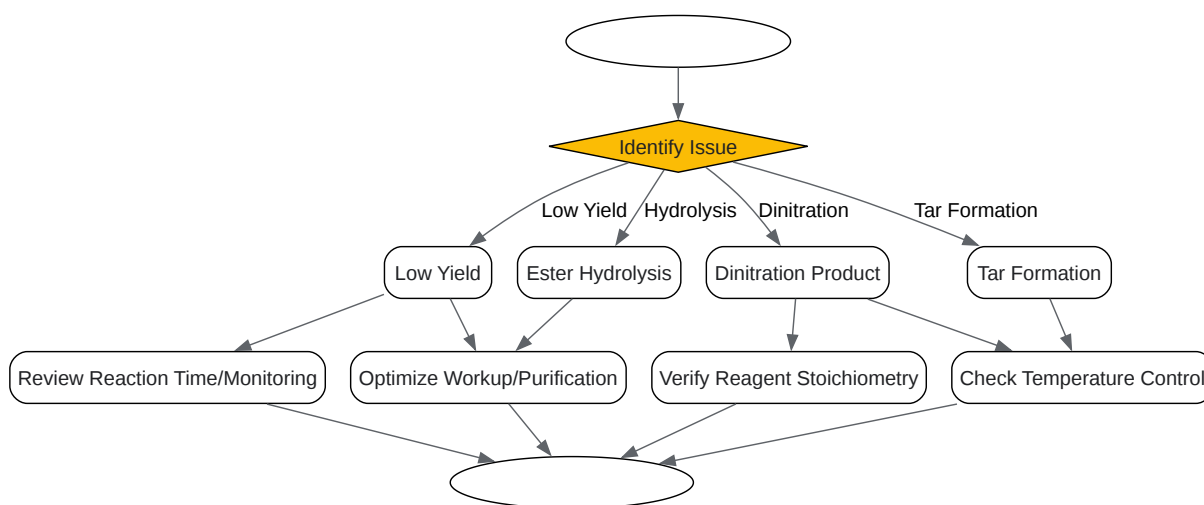 Identify Issue
Low Yield
Hydrolysis
Dinitration
Tar Formation
Low Yield
Ester Hydrolysis
Dinitration Product
Tar Formation
Review Reaction Time/Monitoring
Optimize Workup/Purification
Verify Reagent Stoichiometry
Check Temperature Control